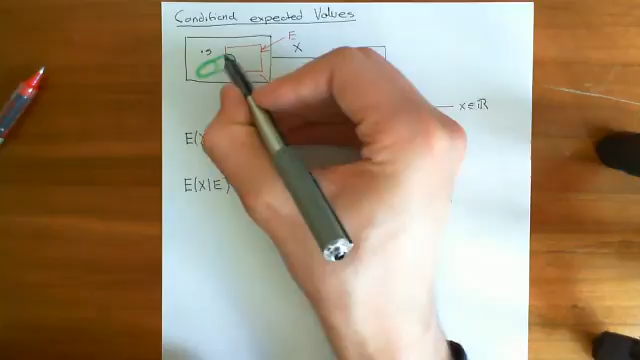 Conditional expected Values
E
.s
X
x ∈ ℝ
E(X
E(X|E)